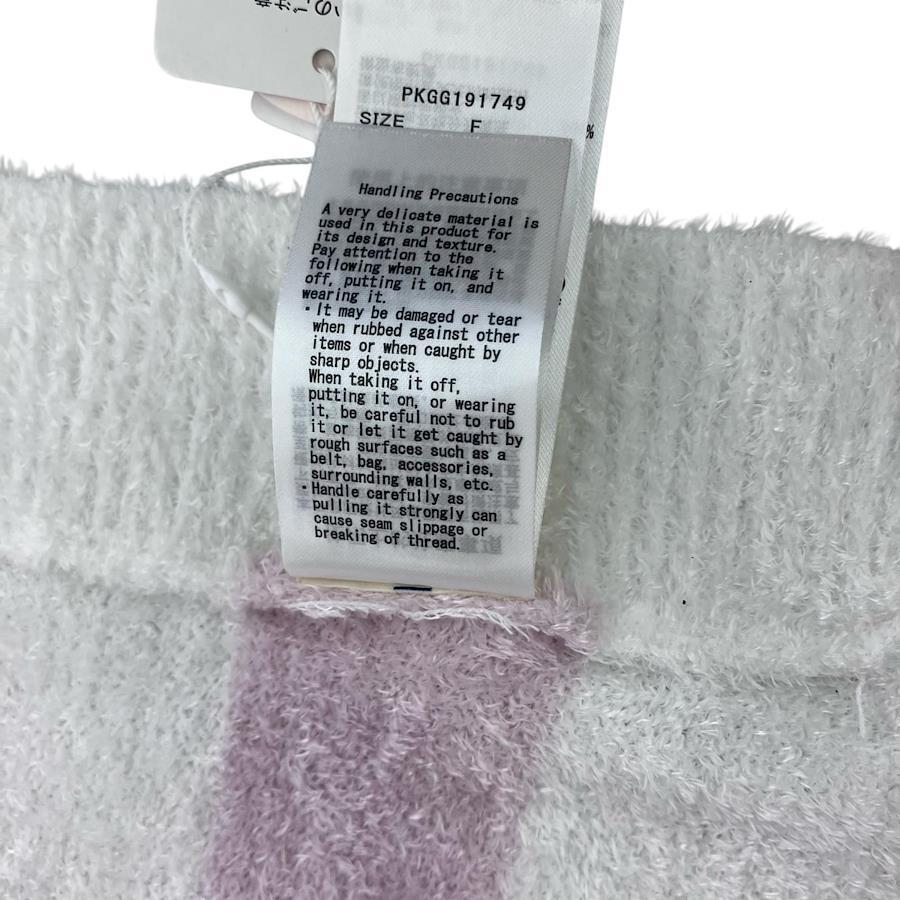 PKGG191749
SIZE F
%
Handling Precautions
A very delicate material is
used in this product for
its design and texture.
Pay attention to the
following when taking it
off, putting it on, and
wearing it.
・It may be damaged or tear
when rubbed against other
items or when caught by
sharp objects.
When taking it off,
putting it on, or wearing
it, be careful not to rub
it or let it get caught by
rough surfaces such as a
belt, bag, accessories,
surrounding walls, etc.
・Handle carefully as
pulling it strongly can
cause seam slippage or
breaking of thread.